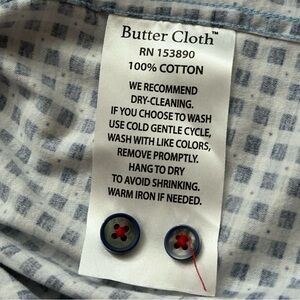 Butter Cloth™
RN 153890
100% COTTON
WE RECOMMEND
DRY-CLEANING.
IF YOU CHOOSE TO WASH
USE COLD GENTLE CYCLE,
WASH WITH LIKE COLORS,
REMOVE PROMPTLY.
HANG TO DRY
TO AVOID SHRINKING.
WARM IRON IF NEEDED.